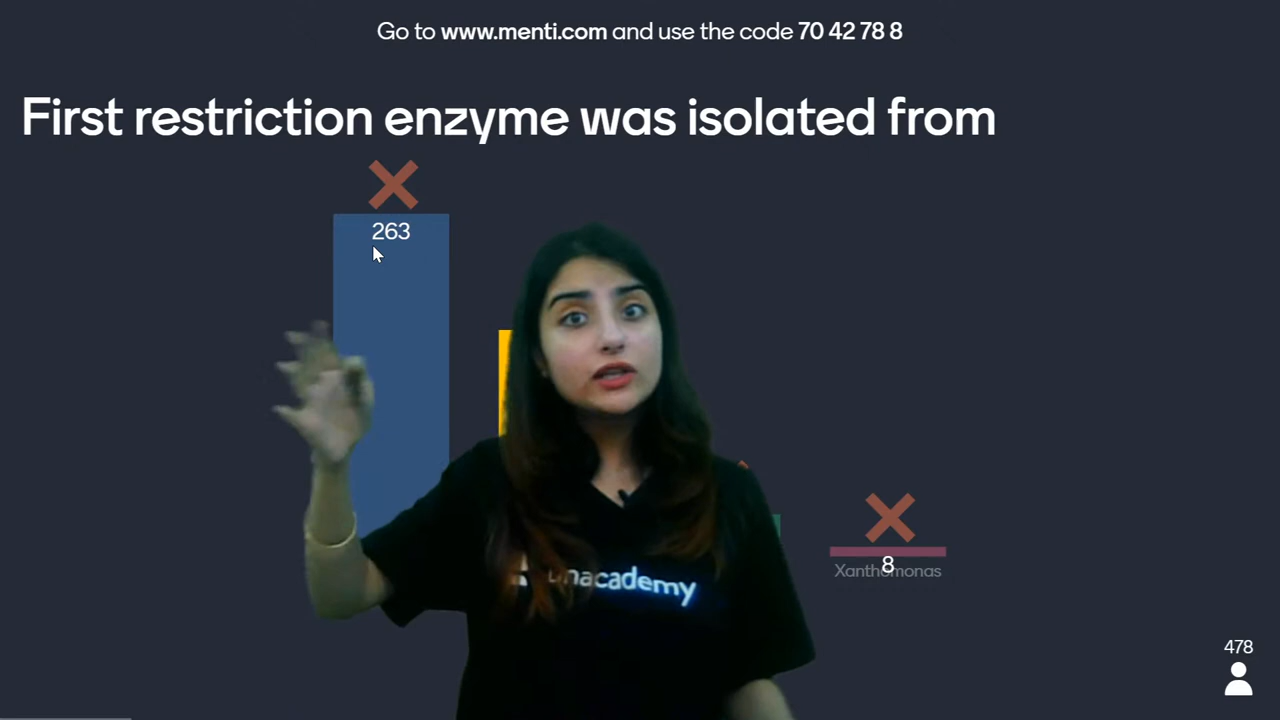 Go to www.menti.com and use the code 70 42 78 8
First restriction enzyme was isolated from
263
8
Xanthomonas
unacademy
478